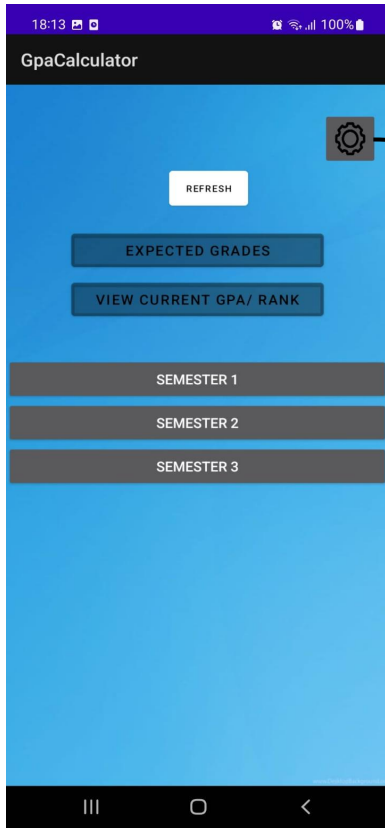 18:13 100%
GpaCalculator
REFRESH
EXPECTED GRADES
VIEW CURRENT GPA/ RANK
SEMESTER 1
SEMESTER 2
SEMESTER 3